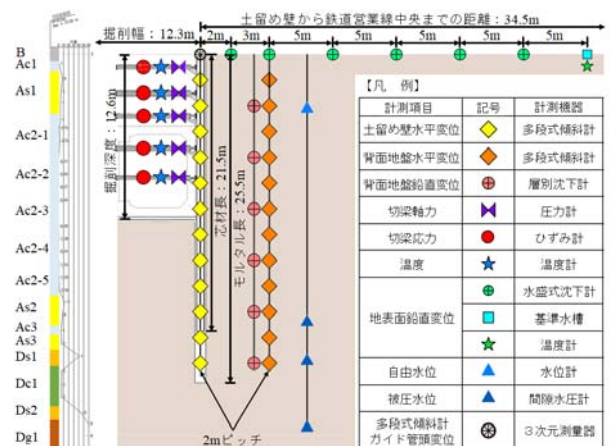 土留め壁から鉄道営業線中央までの距離：34.5m
掘削幅：12.3m
2m
3m
5m
5m
5m
5m
5m
掘削深度：12.6m
芯材長：21.5m
モルタル長：25.5m
2mピッチ
B
Ac1
As1
Ac2-1
Ac2-2
Ac2-3
Ac2-4
Ac2-5
As2
Ac3
As3
Ds1
Dc1
Ds2
Dg1
【凡　例】
計測項目 記号 計測機器
土留め壁水平変位 多段式傾斜計
背面地盤水平変位 多段式傾斜計
背面地盤鉛直変位 層別沈下計
切梁軸力 圧力計
切梁応力 ひずみ計
温度 温度計
地表面鉛直変位 水盛式沈下計
基準水槽
温度計
自由水位 水位計
被圧水位 間隙水圧計
多段式傾斜計
ガイド管頭変位 3次元測量器